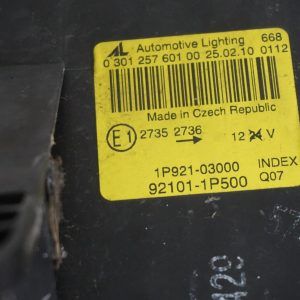 AL Automotive Lighting 668
0 301 257 601 00 25.02.10 0112
Made in Czech Republic
E1 2735 2736 → 12 24 V
1P921-03000 INDEX
92101-1P500 Q07